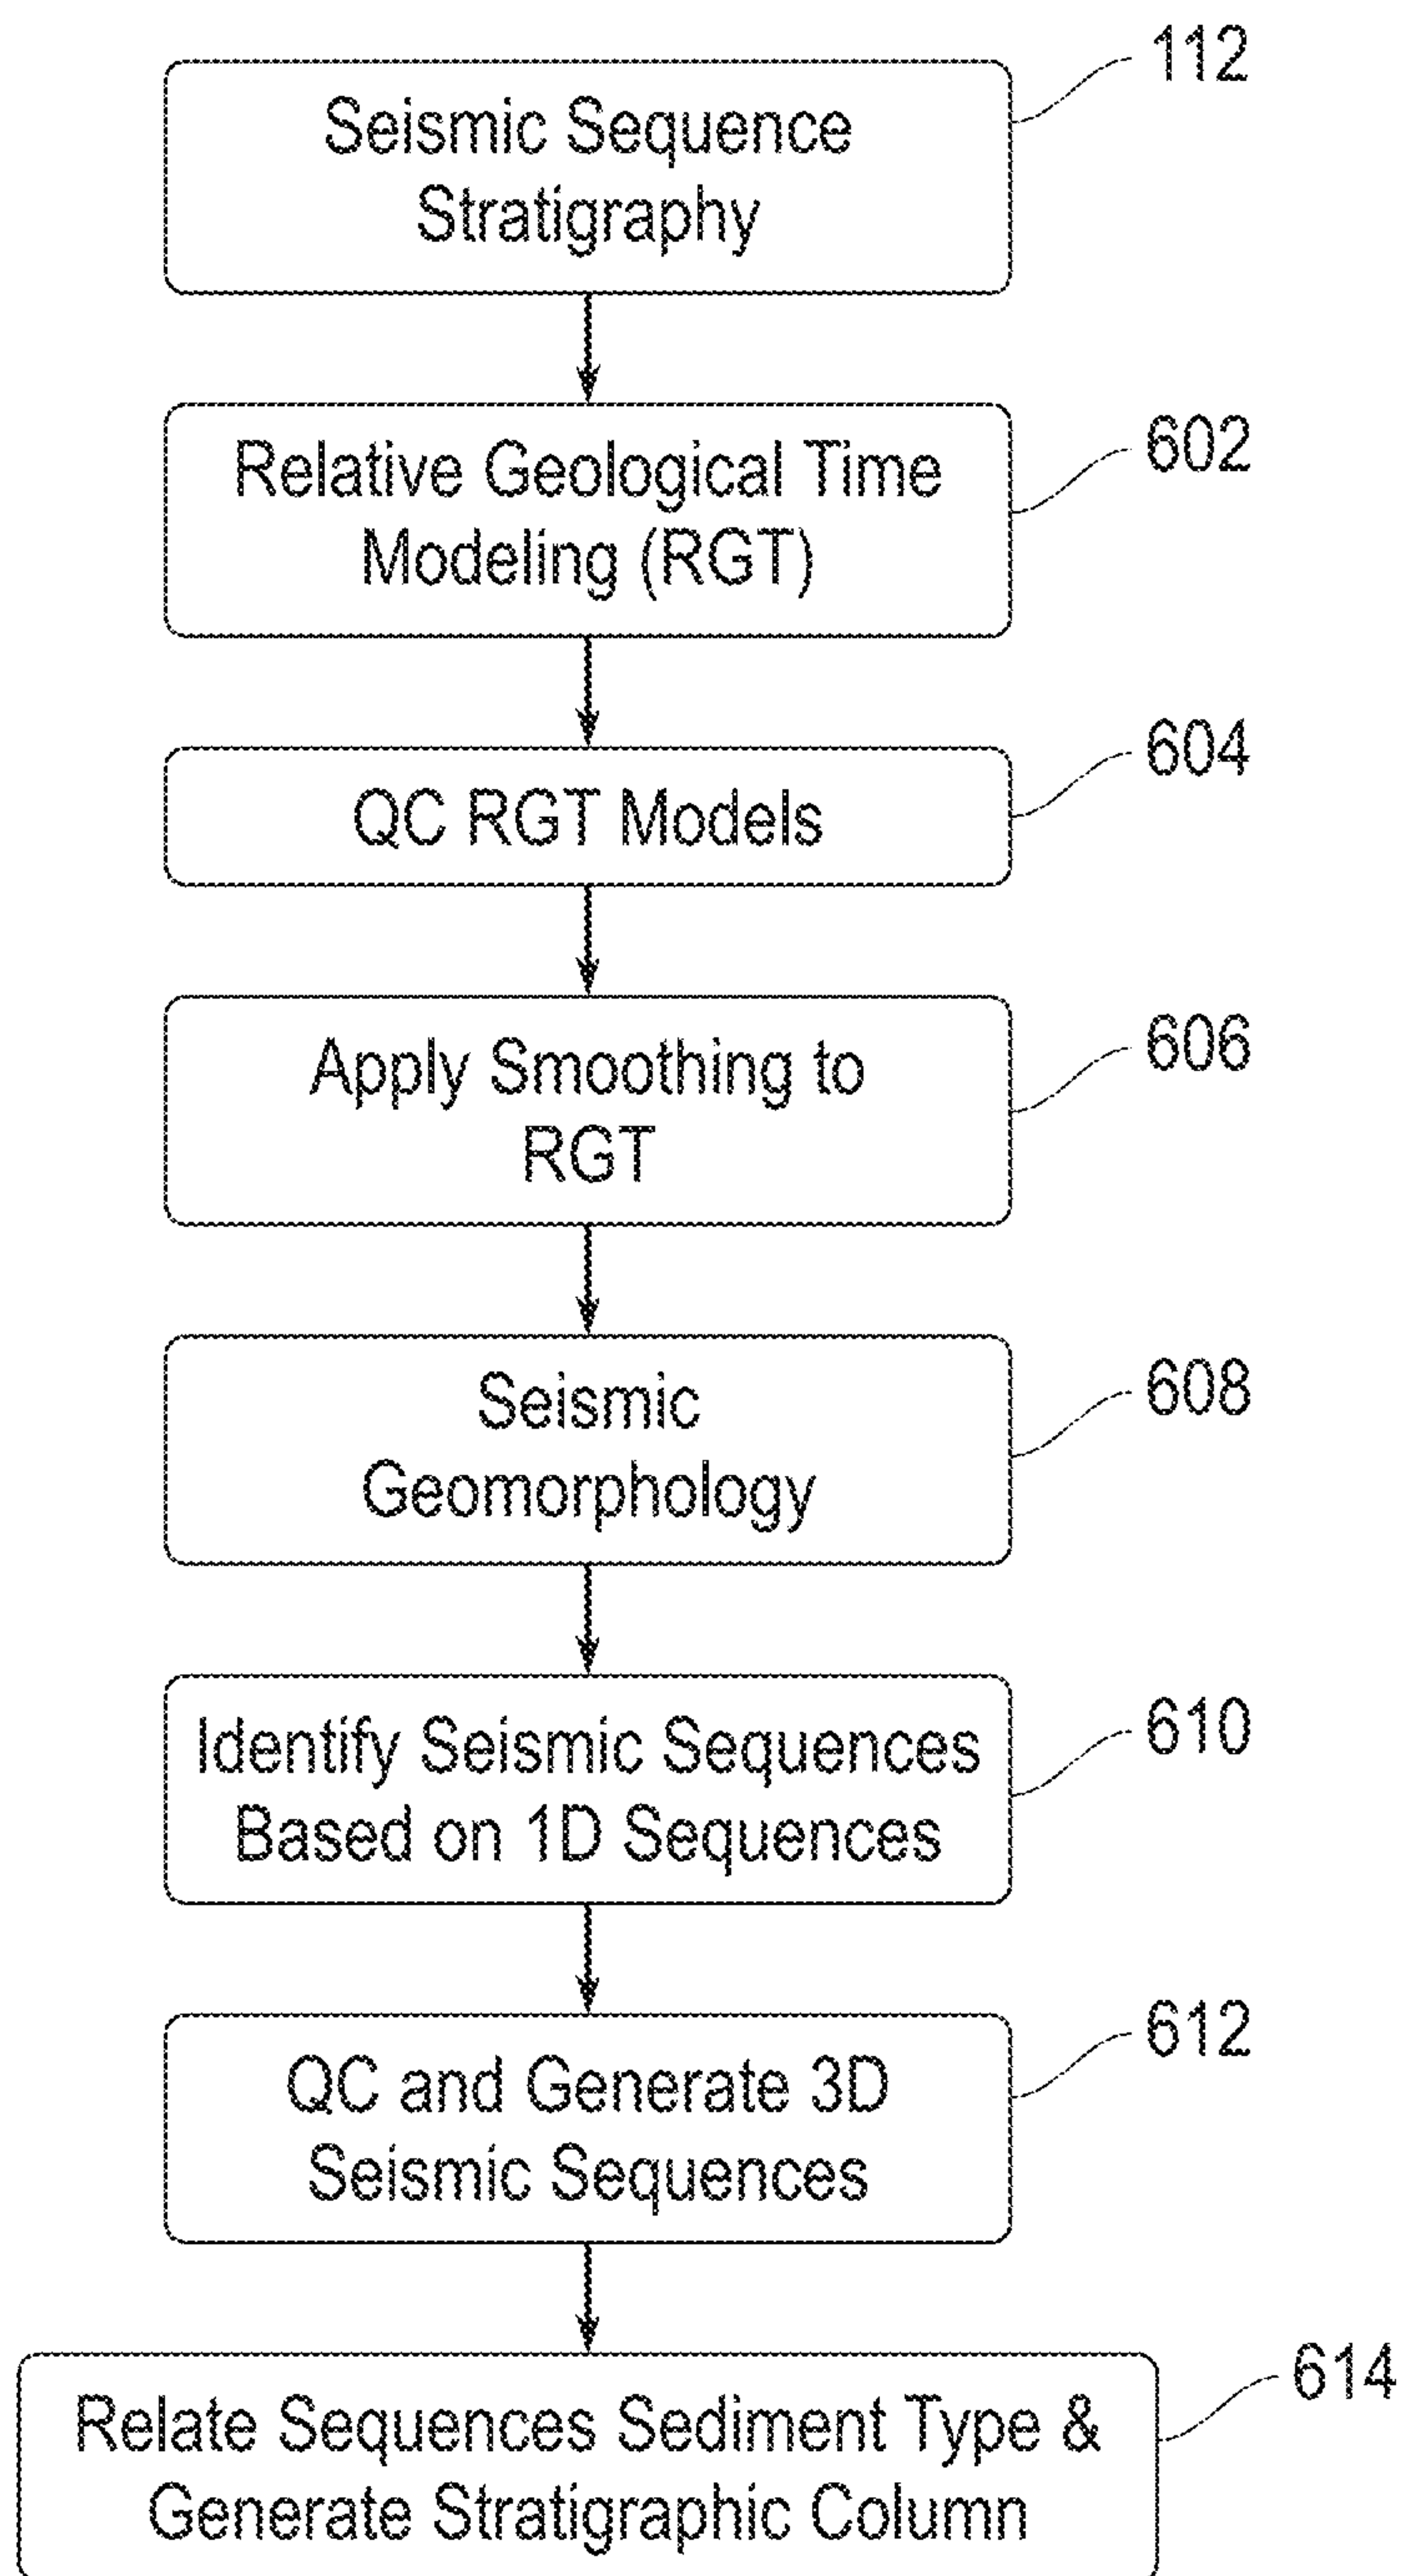 112
Seismic Sequence
Stratigraphy
602
Relative Geological Time
Modeling (RGT)
604
QC RGT Models
606
Apply Smoothing to
RGT
608
Seismic
Geomorphology
610
Identify Seismic Sequences
Based on 1D Sequences
612
QC and Generate 3D
Seismic Sequences
614
Relate Sequences Sediment Type &
Generate Stratigraphic Column